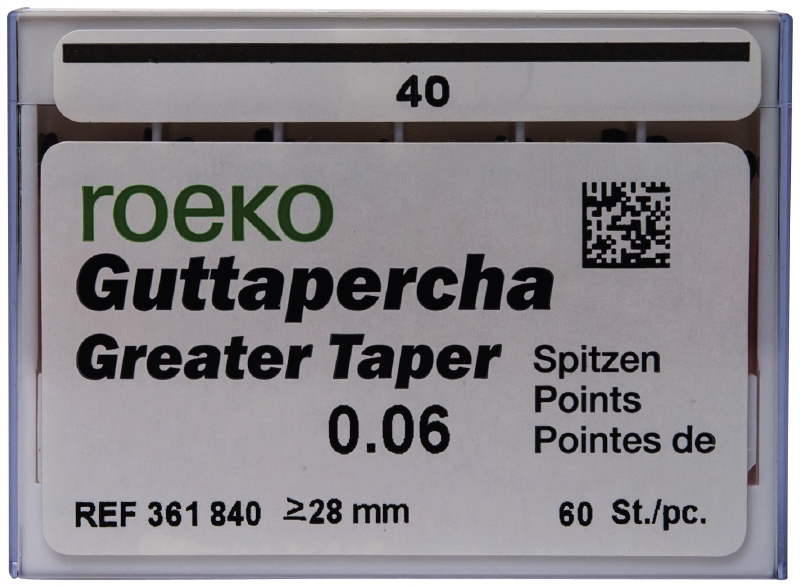 40
roeko
Guttapercha
Greater Taper
0.06
Spitzen
Points
Pointes de
REF 361 840 ≥28 mm 60 St./pc.